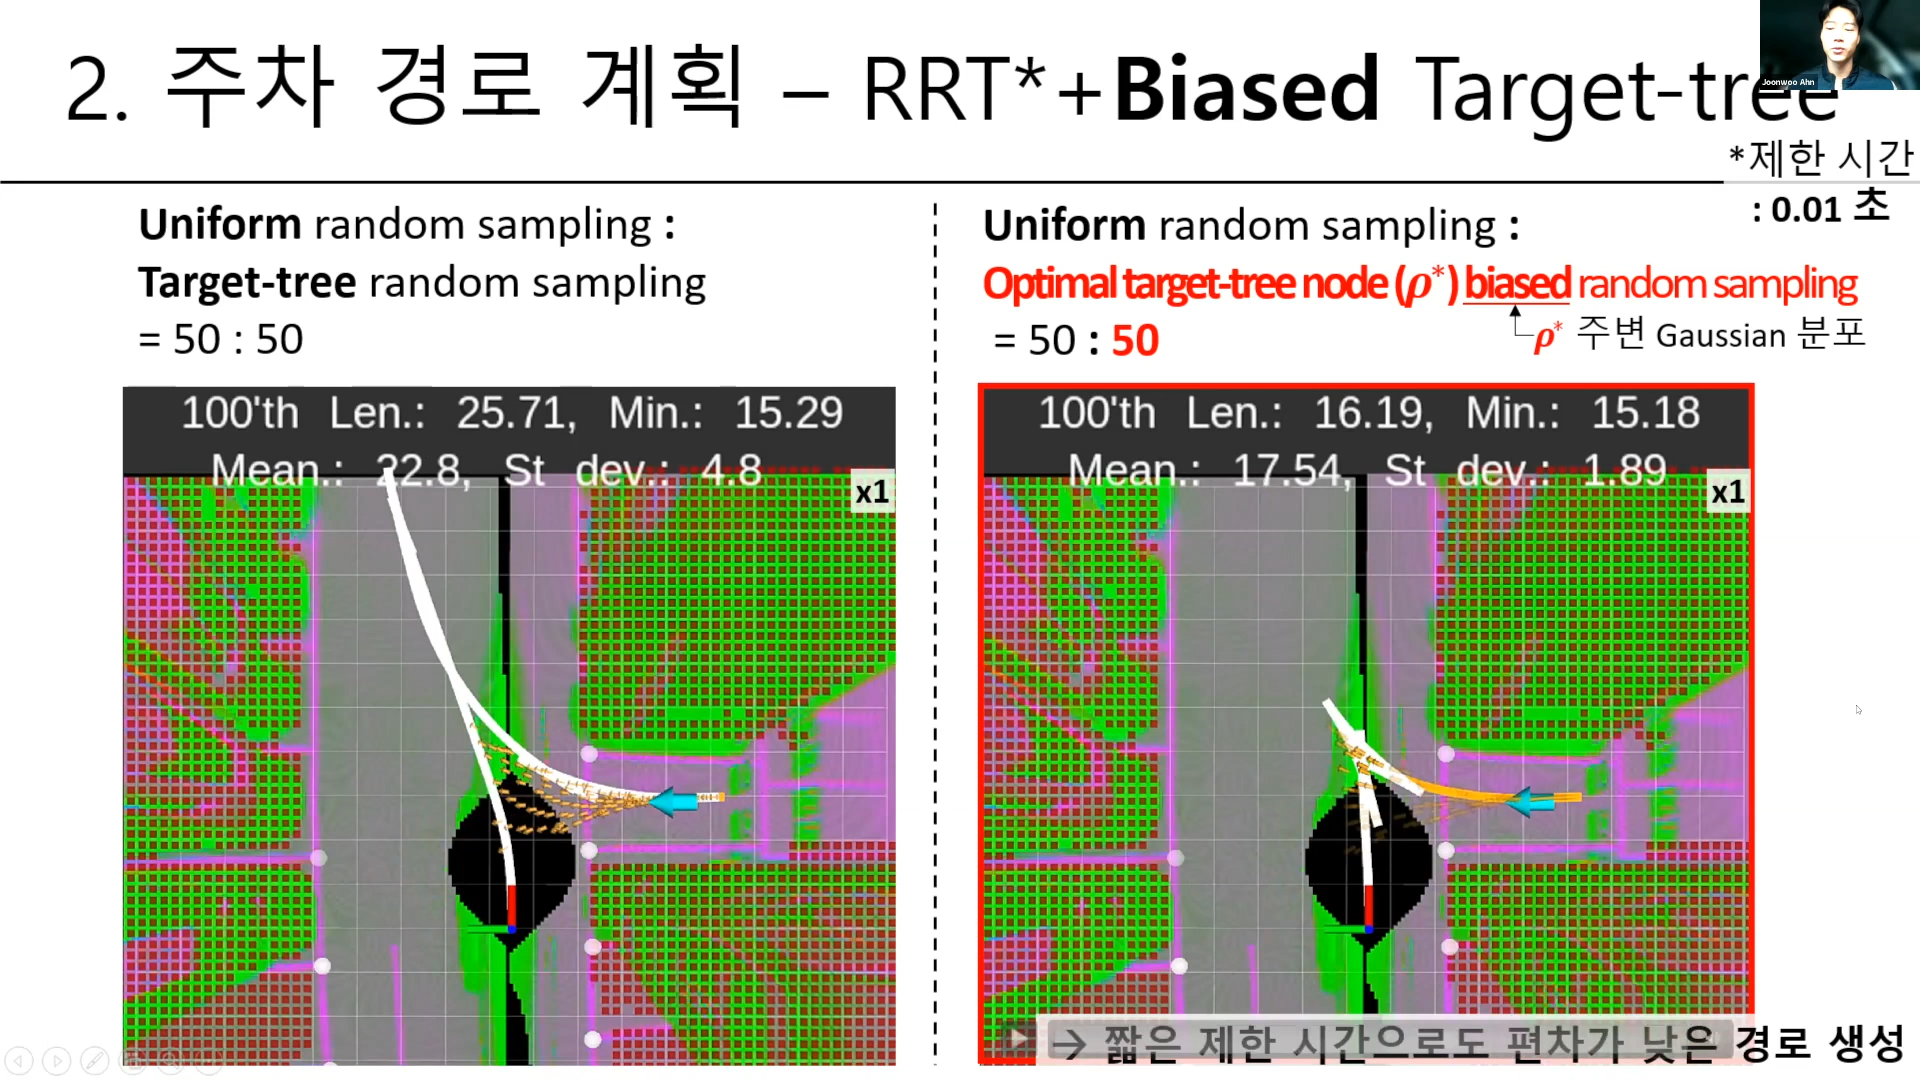 2. 주차 경로 계획 – RRT*+Biased Target-tree
Joonwoo Ahn
*제한 시간
: 0.01 초
Uniform random sampling :
Target-tree random sampling
= 50 : 50
100'th Len.: 25.71, Min.: 15.29
Mean.: 22.8, St dev.: 4.8
x1
Uniform random sampling :
Optimal target-tree node (ρ*) biased random sampling
= 50 : 50
ρ* 주변 Gaussian 분포
100'th Len.: 16.19, Min.: 15.18
Mean.: 17.54, St dev.: 1.89
x1
→ 짧은 제한 시간으로도 편차가 낮은 경로 생성